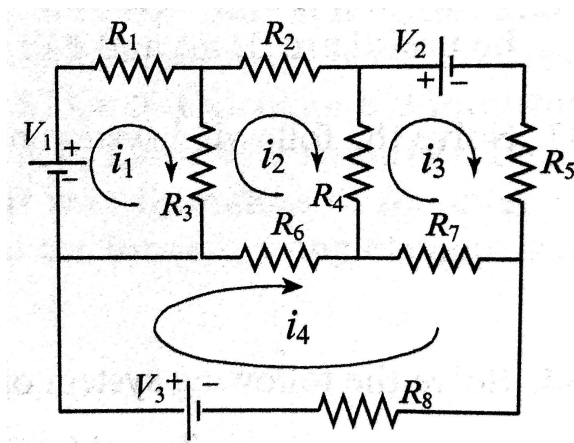 R₁ R₂ V₂
+ −
V₁ + i₁ i₂ i₃ R₅
− R₃ R₄
R₆ R₇
i₄
V₃ + − R₈